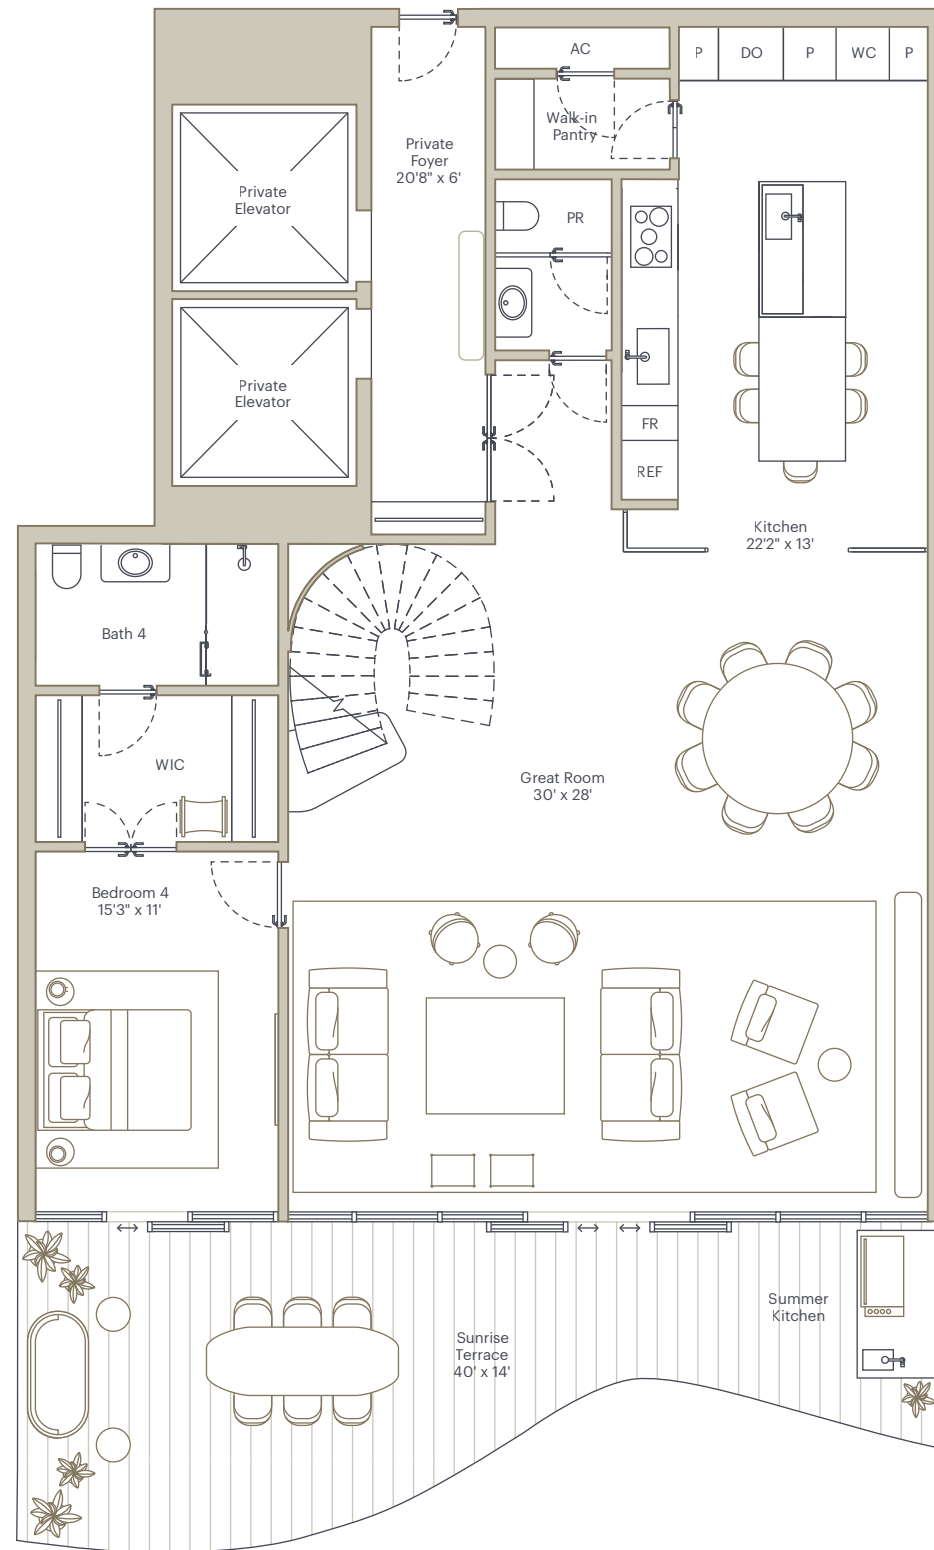 AC
P
DO
P
WC
P
Walk-in
Pantry
Private
Foyer
20'8" x 6'
Private
Elevator
PR
Private
Elevator
FR
REF
Kitchen
22'2" x 13'
Bath 4
WIC
Great Room
30' x 28'
Bedroom 4
15'3" x 11'
Summer
Kitchen
Sunrise
Terrace
40' x 14'